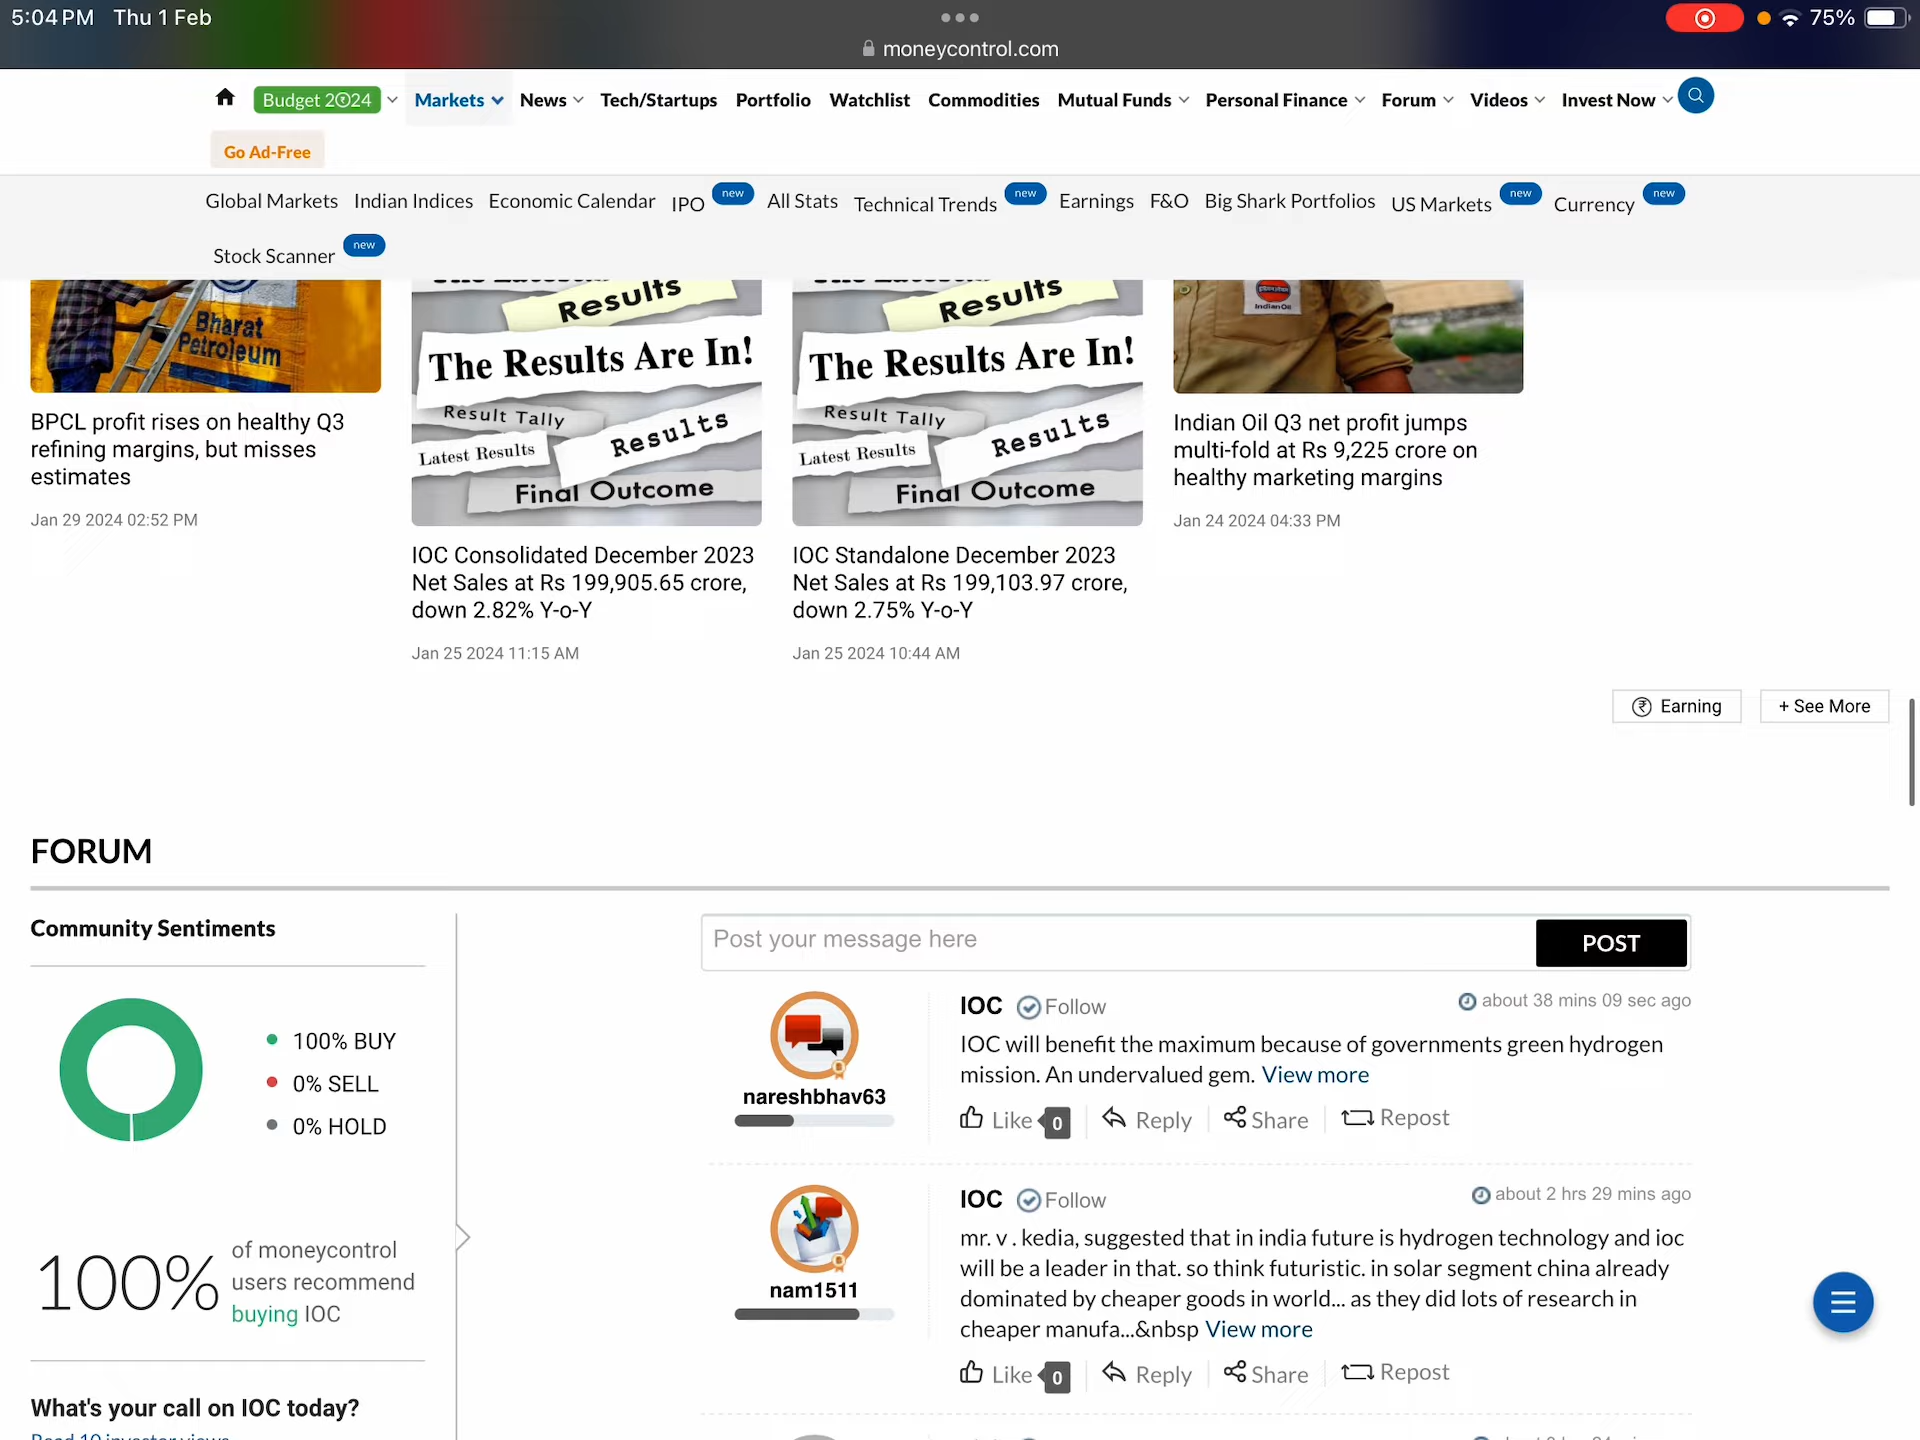 5:04 PM Thu 1 Feb
75%
moneycontrol.com
Budget 2024 Markets News Tech/Startups Portfolio Watchlist Commodities Mutual Funds Personal Finance Forum Videos Invest Now
Go Ad-Free
Global Markets Indian Indices Economic Calendar IPO new All Stats Technical Trends new Earnings F&O Big Shark Portfolios US Markets new Currency new
Stock Scanner new
Bharat
Petroleum
Results
The Results Are In!
Result Tally
Results
Latest Results
Final Outcome
Results
The Results Are In!
Result Tally
Results
Latest Results
Final Outcome
IndianOil
BPCL profit rises on healthy Q3
refining margins, but misses
estimates
Jan 29 2024 02:52 PM
IOC Consolidated December 2023
Net Sales at Rs 199,905.65 crore,
down 2.82% Y-o-Y
Jan 25 2024 11:15 AM
IOC Standalone December 2023
Net Sales at Rs 199,103.97 crore,
down 2.75% Y-o-Y
Jan 25 2024 10:44 AM
Indian Oil Q3 net profit jumps
multi-fold at Rs 9,225 crore on
healthy marketing margins
Jan 24 2024 04:33 PM
₹ Earning
+ See More
FORUM
Community Sentiments
100% BUY
0% SELL
0% HOLD
100%
of moneycontrol
users recommend
buying IOC
What's your call on IOC today?
Post your message here
POST
nareshbhav63
IOC Follow
about 38 mins 09 sec ago
IOC will benefit the maximum because of governments green hydrogen
mission. An undervalued gem. View more
Like 0 Reply Share Repost
nam1511
IOC Follow
about 2 hrs 29 mins ago
mr. v . kedia, suggested that in india future is hydrogen technology and ioc
will be a leader in that. so think futuristic. in solar segment china already
dominated by cheaper goods in world... as they did lots of research in
cheaper manufa...&nbsp View more
Like 0 Reply Share Repost